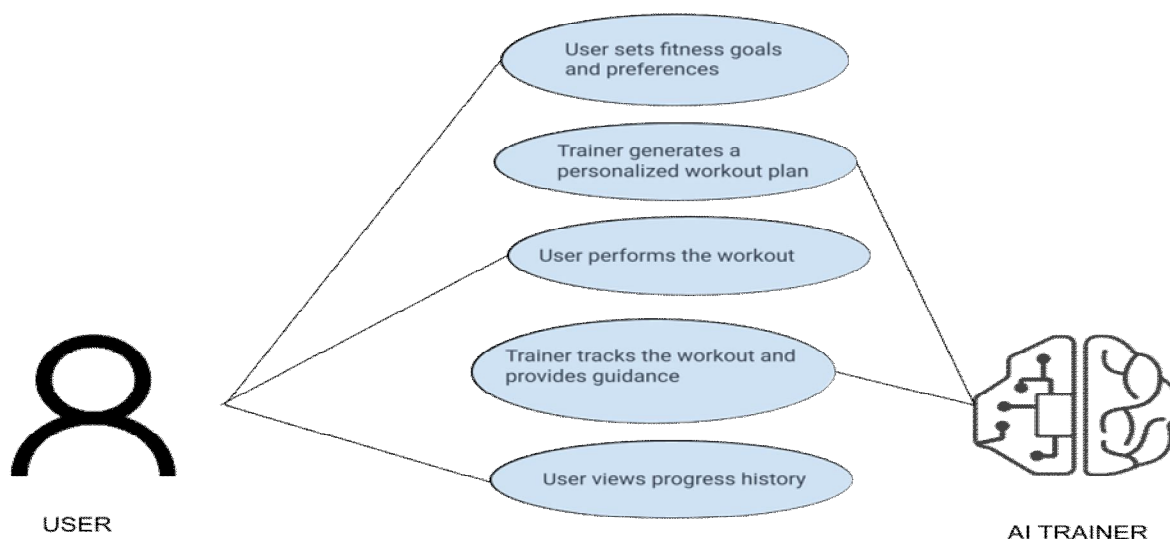 User sets fitness goals
and preferences
Trainer generates a
personalized workout plan
User performs the workout
Trainer tracks the workout and
provides guidance
User views progress history
USER
AI TRAINER